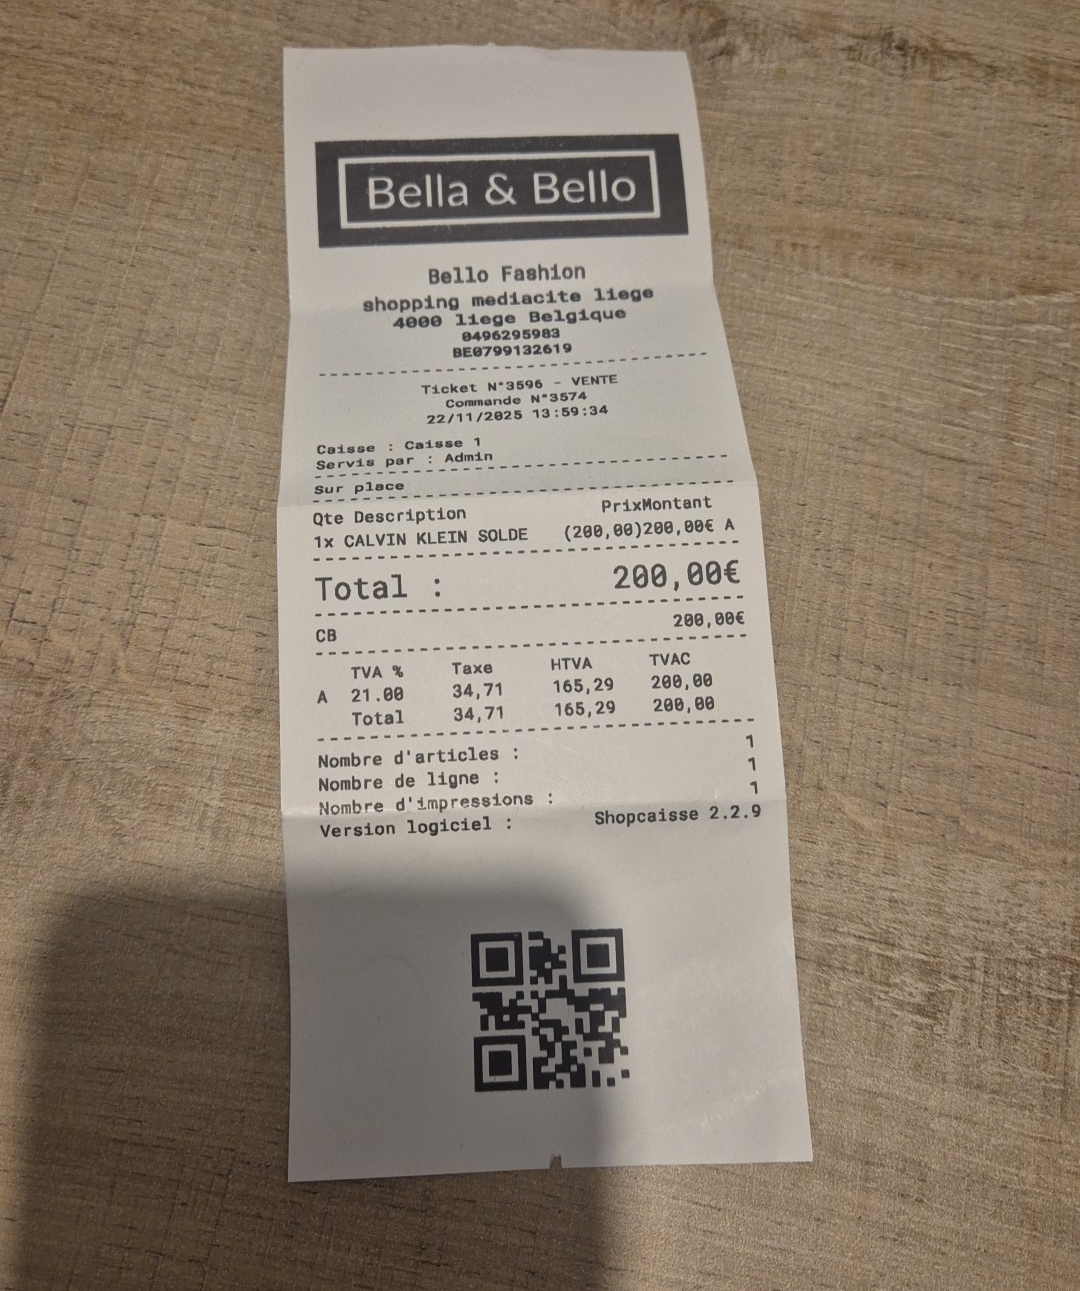 Bella & Bello
Bello Fashion
shopping mediacite liege
4000 liege Belgique
0496295983
BE0799132619
Ticket N°3596 - VENTE
Commande N°3574
22/11/2025 13:59:34
Caisse : Caisse 1
Servis par : Admin
Sur place
Qte Description PrixMontant
1x CALVIN KLEIN SOLDE (200,00)200,00€ A
Total : 200,00€
CB 200,00€
TVA % Taxe HTVA TVAC
A 21.00 34,71 165,29 200,00
Total 34,71 165,29 200,00
Nombre d'articles : 1
Nombre de ligne : 1
Nombre d'impressions : 1
Version logiciel : Shopcaisse 2.2.9